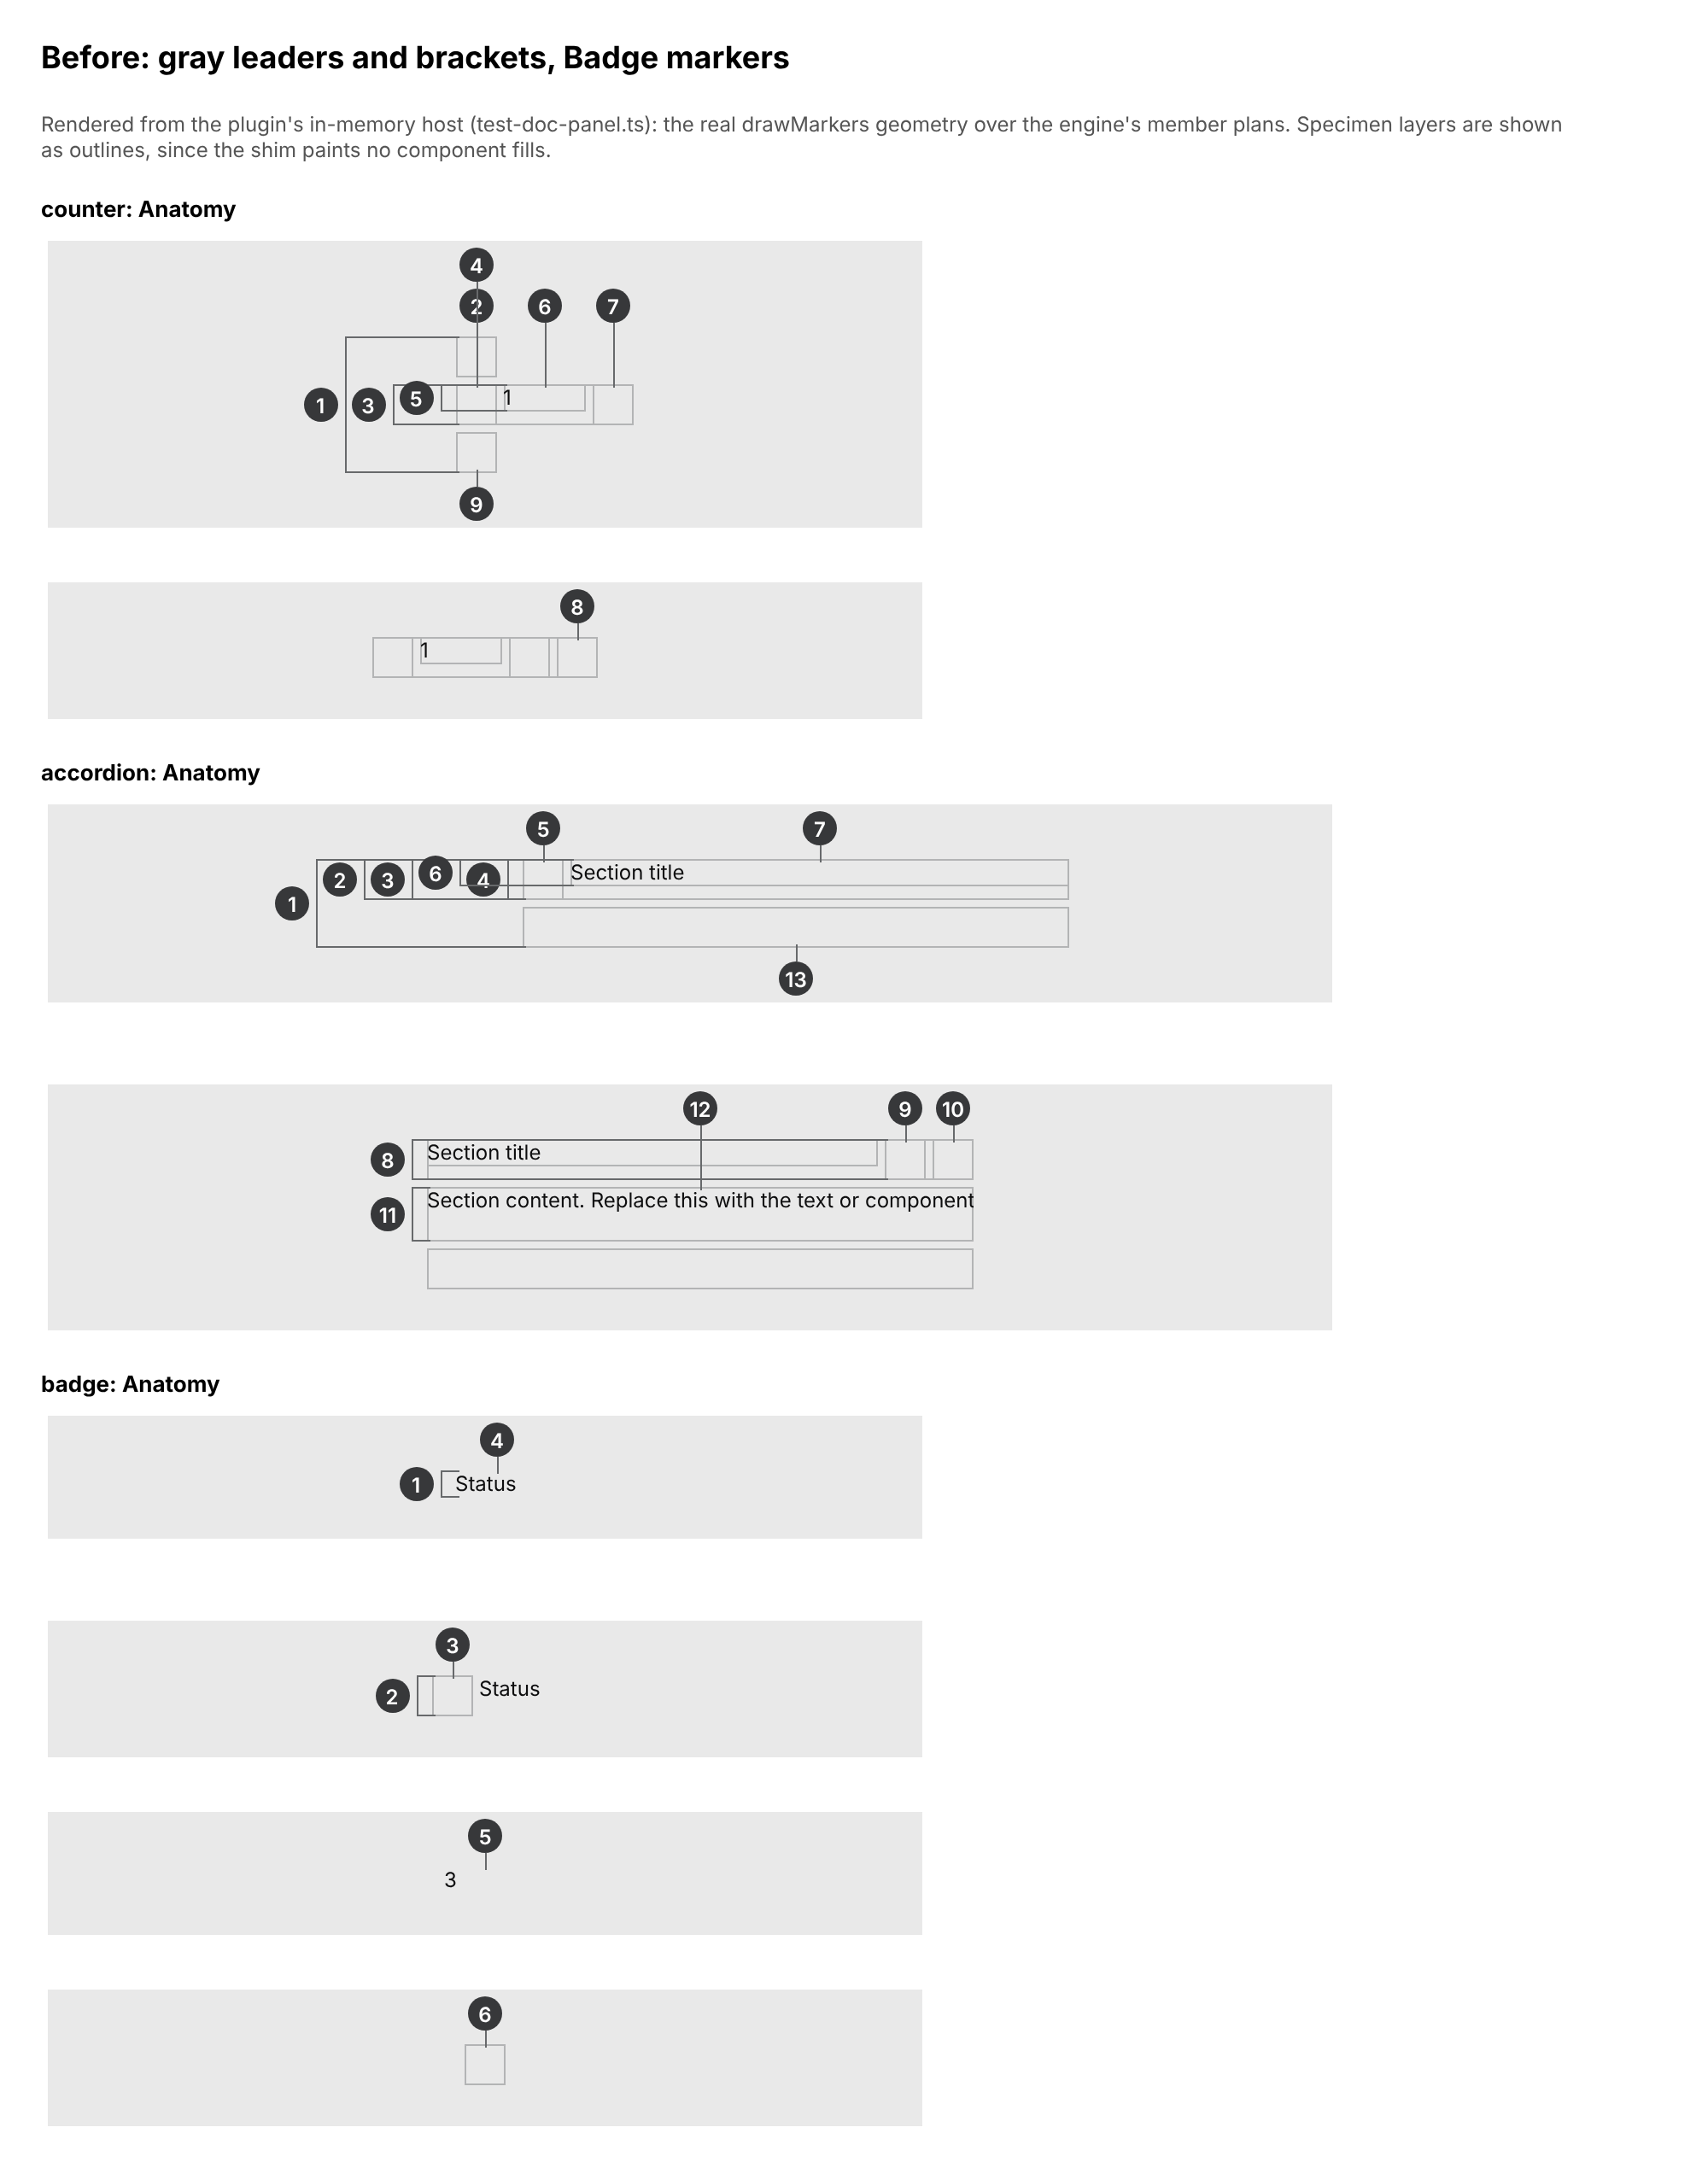 Before: gray leaders and brackets, Badge markers
Rendered from the plugin's in-memory host (test-doc-panel.ts): the real drawMarkers geometry over the engine's member plans. Specimen layers are shown
as outlines, since the shim paints no component fills.
counter: Anatomy
4
2 6 7
1 3 5 1
9
8
1
accordion: Anatomy
5 7
2 3 6 4 Section title
1
13
12 9 10
8 Section title
11 Section content. Replace this with the text or component
badge: Anatomy
4
1 Status
3
2 Status
5
3
6